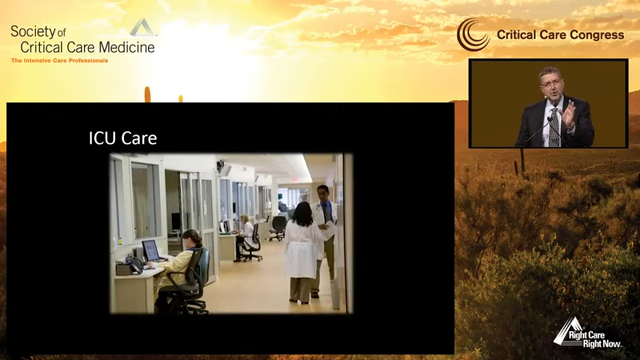 Society of
Critical Care Medicine
The Intensive Care Professionals
Critical Care Congress
ICU Care
Right Care
Right Now